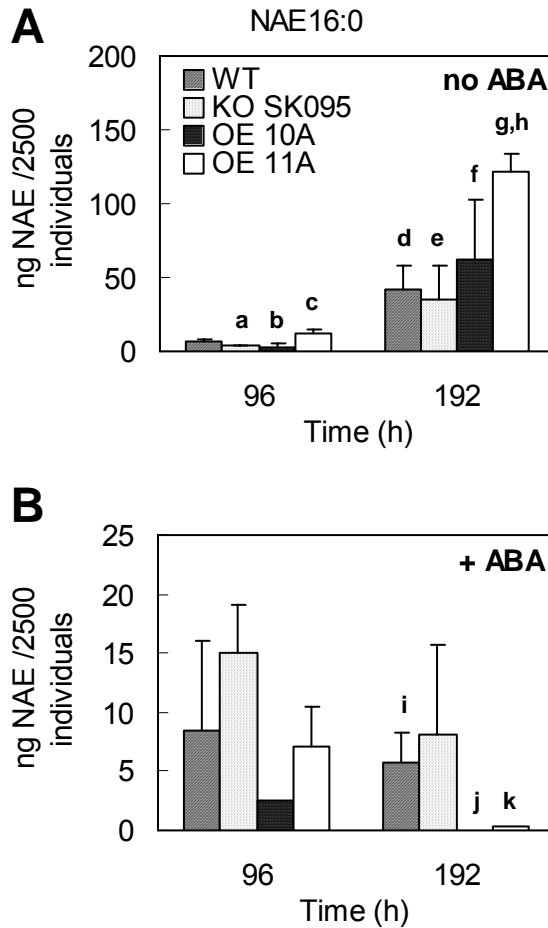 A NAE16:0
200
150
100
50
0
ng NAE /2500
individuals
WT
KO SK095
OE 10A
OE 11A
no ABA
g,h
f
d e
a b c
96 192
Time (h)
B
25
20
15
10
5
0
ng NAE /2500
individuals
+ ABA
i
j k
96 192
Time (h)